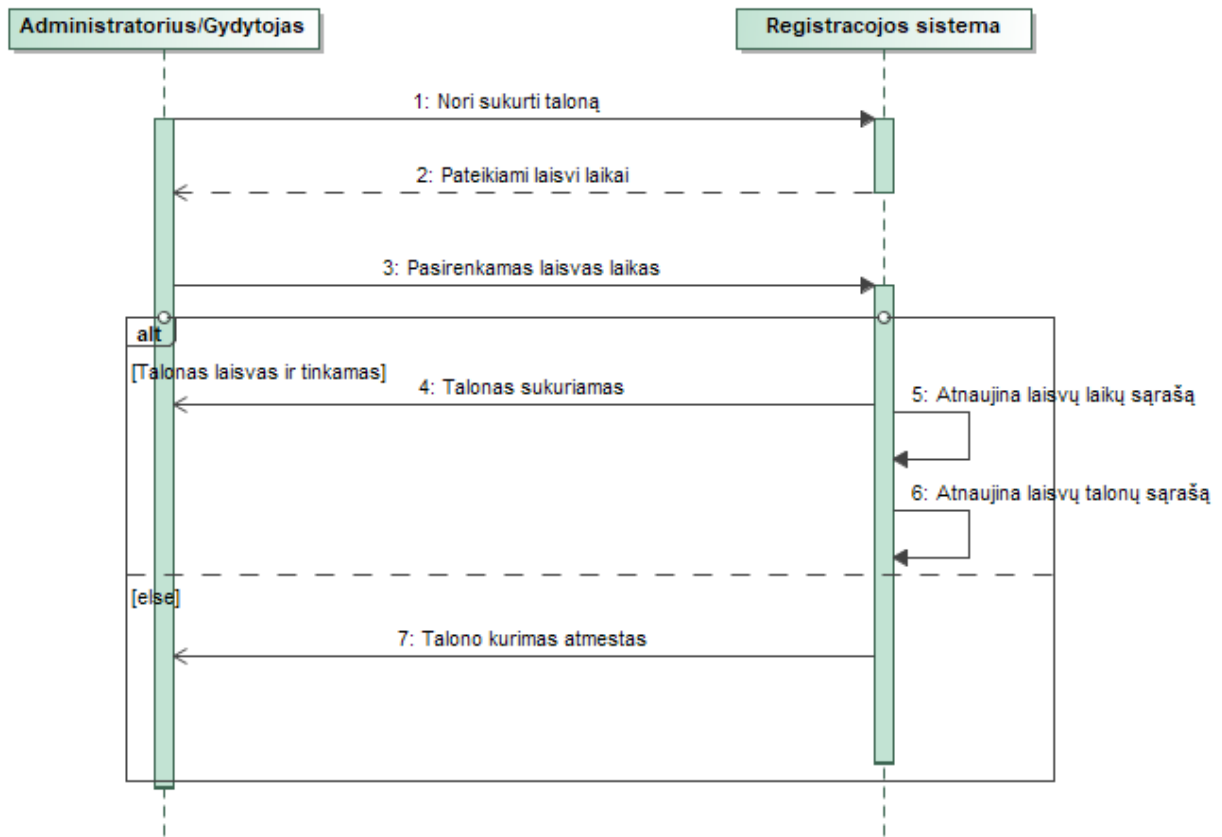 Administratorius/Gydytojas
Registracojos sistema
1: Nori sukurti taloną
2: Pateikiami laisvi laikai
3: Pasirenkamas laisvas laikas
alt
[Talonas laisvas ir tinkamas]
4: Talonas sukuriamas
5: Atnaujina laisvų laikų sąrašą
6: Atnaujina laisvų talonų sąrašą
[else]
7: Talono kurimas atmestas